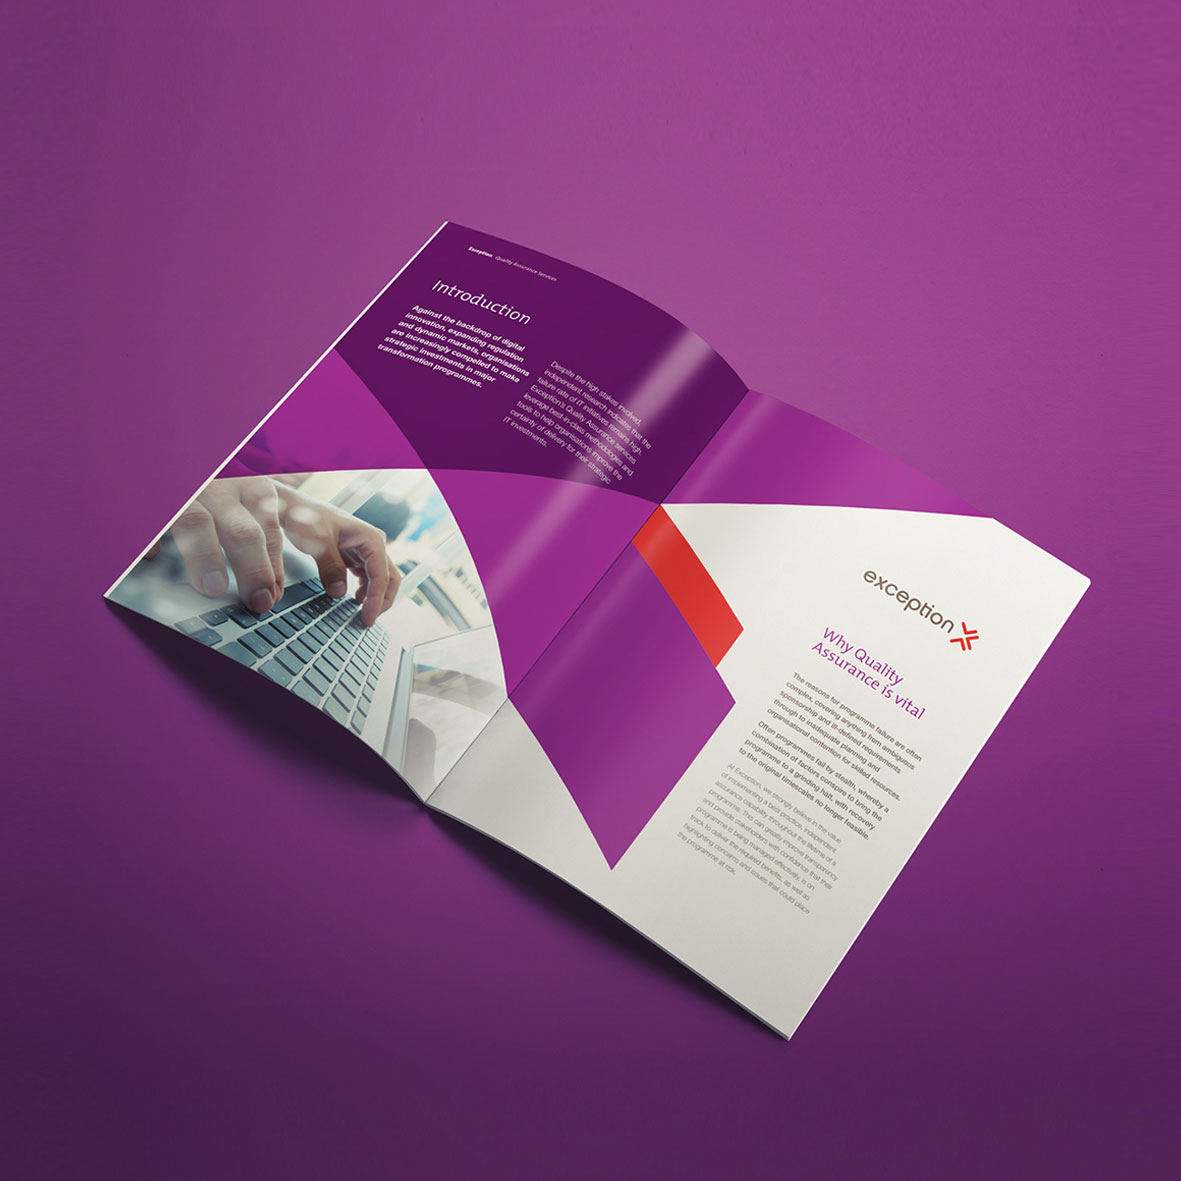 Exception Quality Assurance Services
Introduction
Against the backdrop of digital
innovation, expanding regulation
and dynamic markets, organisations
are increasingly compelled to make
strategic investments in major
transformation programmes.
Despite the high stakes involved,
independent research indicates that the
failure rate of IT initiatives remains high.
Exception's Quality Assurance services
leverage best-in-class methodologies and
tools to help organisations improve the
certainty of delivery for their strategic
IT investments.
exception
Why Quality
Assurance is vital
The reasons for programme failure are often
complex, covering anything from ambiguous
sponsorship and ill-defined requirements
through to inadequate planning and
organisational contention for skilled resources.
Often programmes fail by stealth, whereby a
combination of factors conspire to bring the
programme to a grinding halt, with recovery
to the original timescales no longer feasible.
At Exception, we strongly believe in the value
of implementing a best practice, independent
assurance capability throughout the lifetime of a
programme. This can greatly improve transparency
and provide stakeholders with confidence that their
programme is being managed effectively, is on
track to deliver the required benefits, as well as
highlighting concerns and issues that could place
the programme at risk.